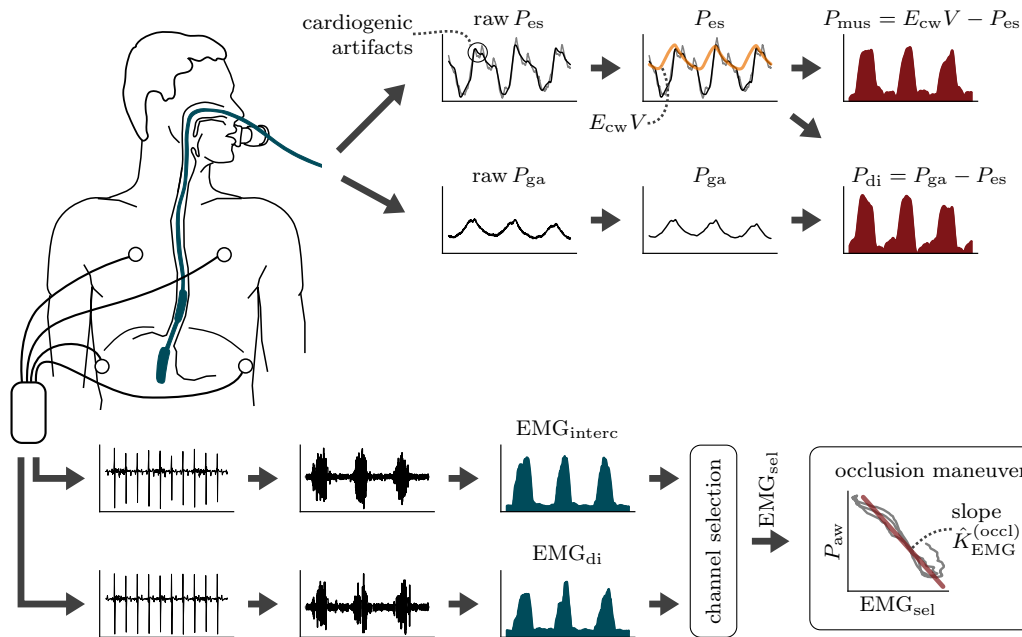 cardiogenic
artifacts
raw P_es
P_es
P_mus = E_cw V − P_es
E_cw V
raw P_ga
P_ga
P_di = P_ga − P_es
EMG_interc
EMG_di
channel selection
EMG_sel
occlusion maneuver
slope
K̂_EMG^(occl)
P_aw
EMG_sel